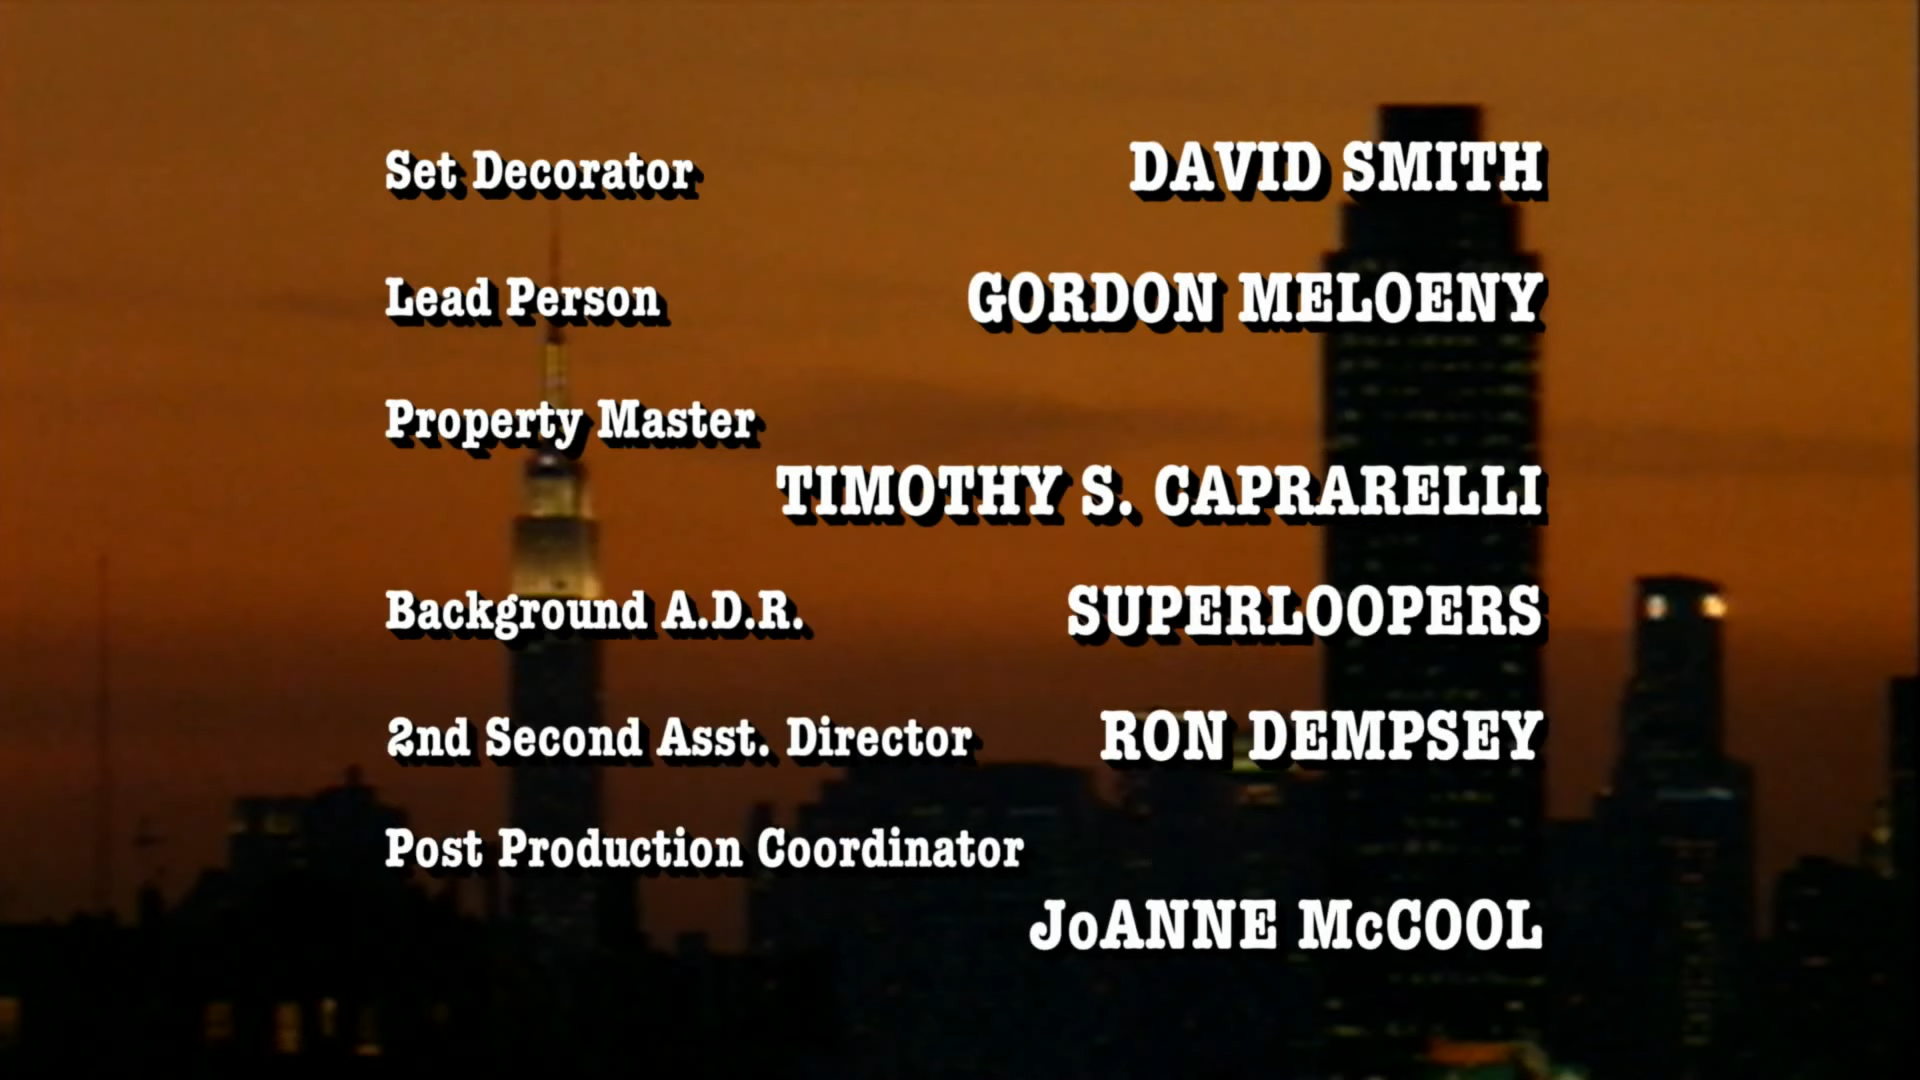 Set Decorator DAVID SMITH
Lead Person GORDON MELOENY
Property Master
TIMOTHY S. CAPRARELLI
Background A.D.R. SUPERLOOPERS
2nd Second Asst. Director RON DEMPSEY
Post Production Coordinator
JoANNE McCOOL